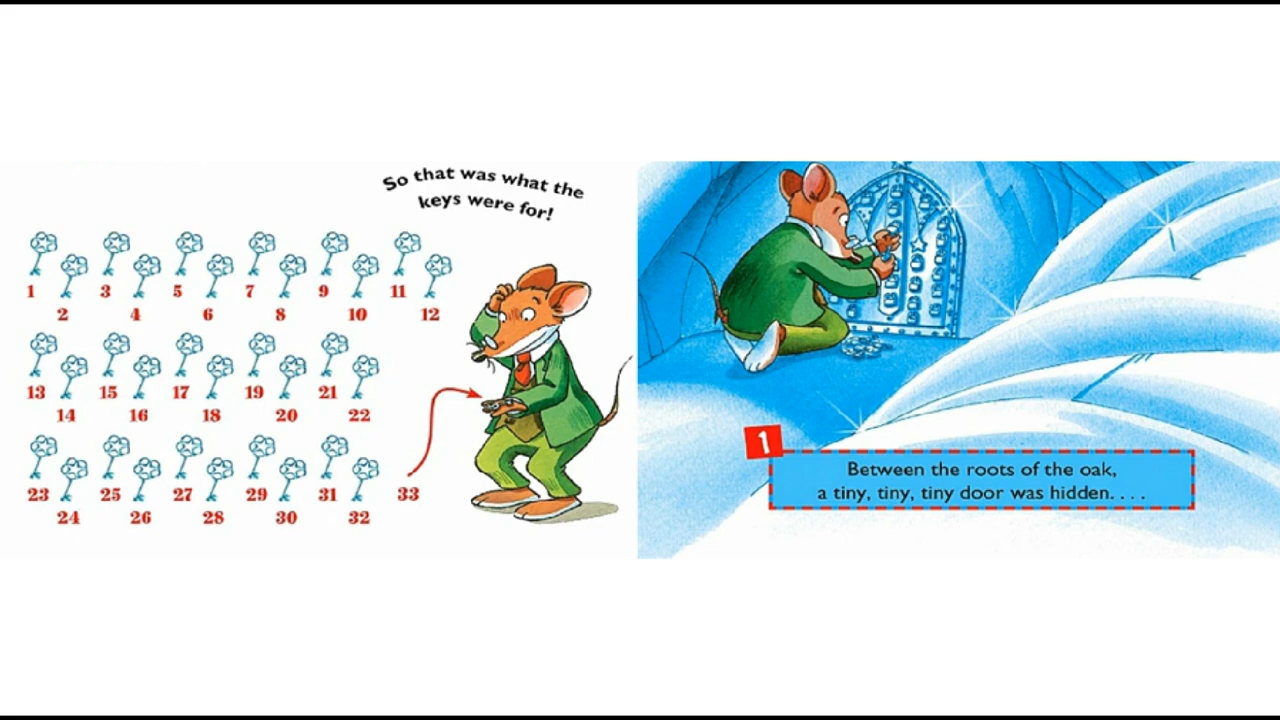 So that was what the
keys were for!
1 3 5 7 9 11
2 4 6 8 10 12
13 15 17 19 21
14 16 18 20 22
23 25 27 29 31 33
24 26 28 30 32
1
Between the roots of the oak,
a tiny, tiny, tiny door was hidden. . . .